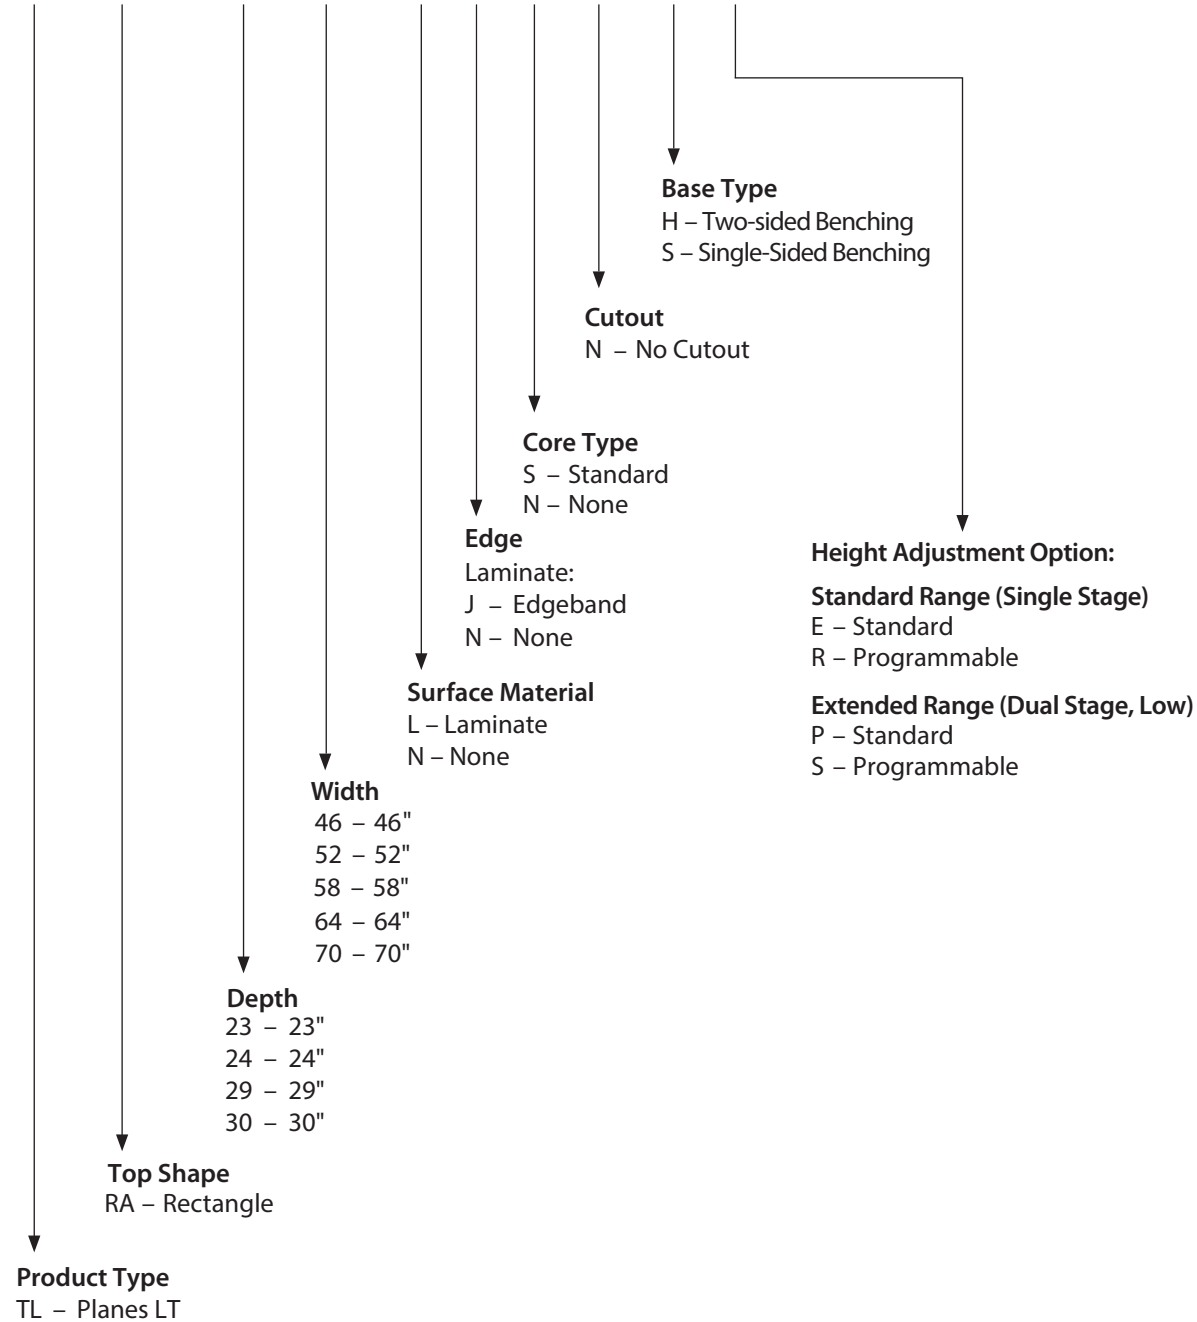 Base Type
H – Two-sided Benching
S – Single-Sided Benching
Cutout
N – No Cutout
Core Type
S – Standard
N – None
Edge
Laminate:
J – Edgeband
N – None
Height Adjustment Option:
Standard Range (Single Stage)
E – Standard
R – Programmable
Extended Range (Dual Stage, Low)
P – Standard
S – Programmable
Surface Material
L – Laminate
N – None
Width
46 – 46"
52 – 52"
58 – 58"
64 – 64"
70 – 70"
Depth
23 – 23"
24 – 24"
29 – 29"
30 – 30"
Top Shape
RA – Rectangle
Product Type
TL – Planes LT